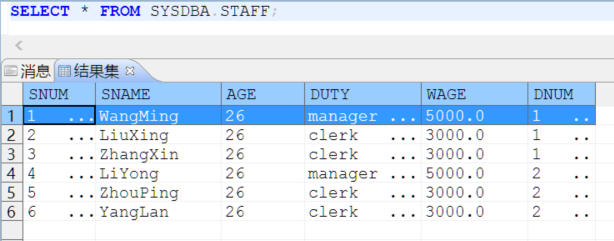 SELECT * FROM SYSDBA.STAFF;
消息 结果集
SNUM SNAME AGE DUTY WAGE DNUM
1 1 ... WangMing 26 manager ... 5000.0 1 ..
2 2 ... LiuXing 26 clerk ... 3000.0 1 ..
3 3 ... ZhangXin 26 clerk ... 3000.0 1 ..
4 4 ... LiYong 26 manager ... 5000.0 2 ..
5 5 ... ZhouPing 26 clerk ... 3000.0 2 ..
6 6 ... YangLan 26 clerk ... 3000.0 2 ..